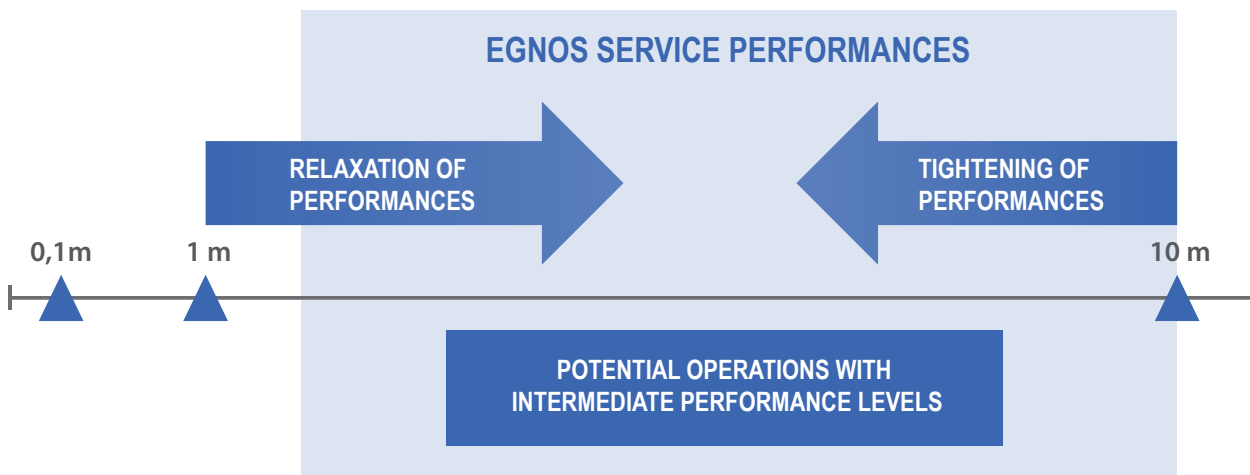 EGNOS SERVICE PERFORMANCES
RELAXATION OF
PERFORMANCES
TIGHTENING OF
PERFORMANCES
0,1m
1 m
10 m
POTENTIAL OPERATIONS WITH
INTERMEDIATE PERFORMANCE LEVELS